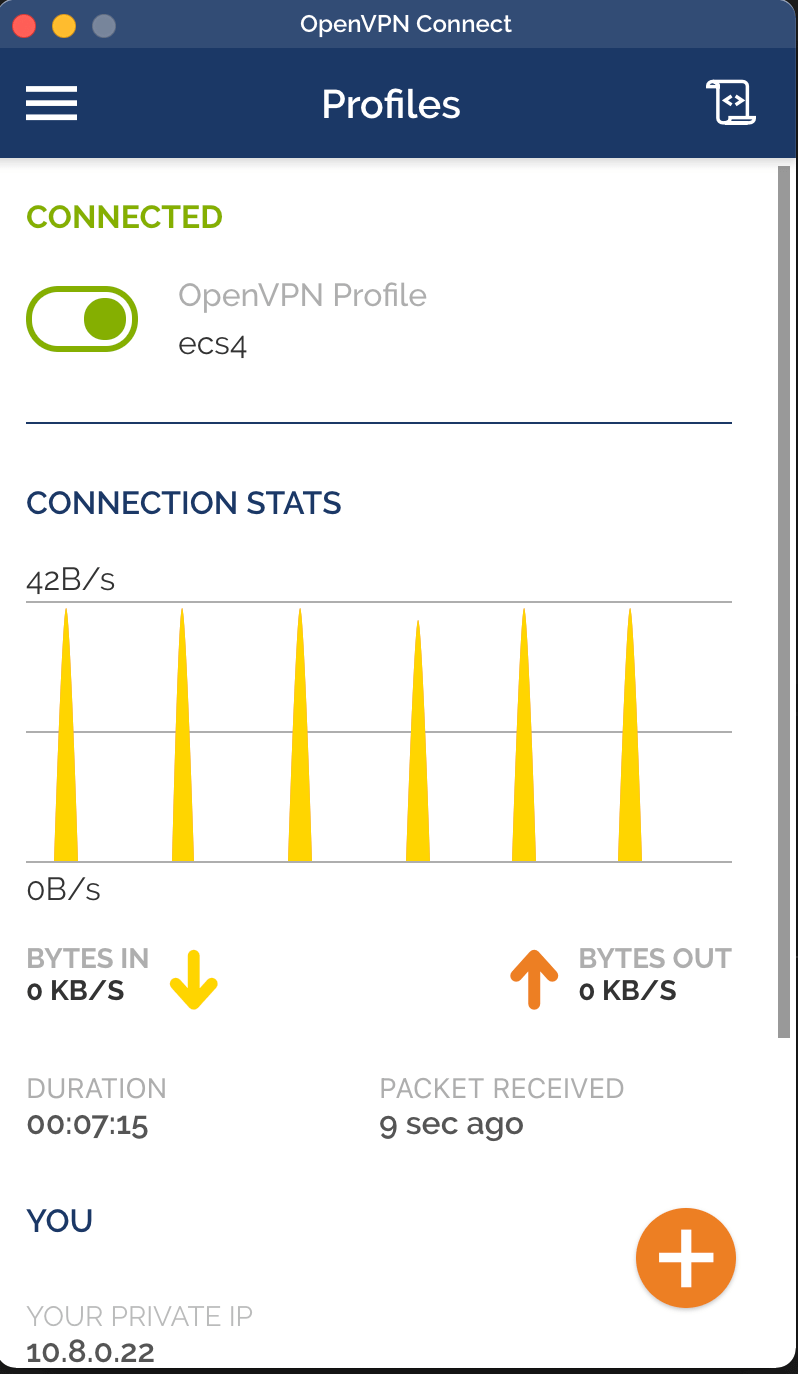 OpenVPN Connect
Profiles
CONNECTED
OpenVPN Profile
ecs4
CONNECTION STATS
42B/s
0B/s
BYTES IN
0 KB/S
BYTES OUT
0 KB/S
DURATION
00:07:15
PACKET RECEIVED
9 sec ago
YOU
YOUR PRIVATE IP
10.8.0.22